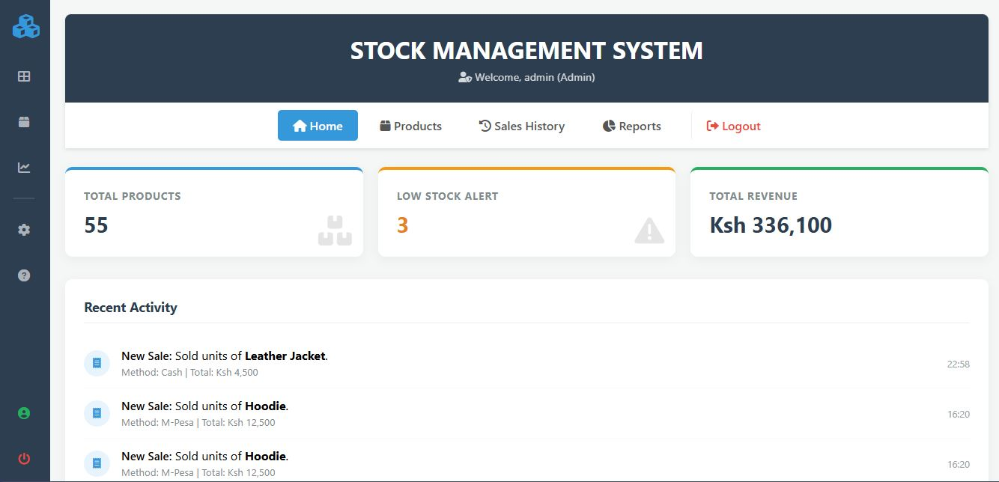 STOCK MANAGEMENT SYSTEM
Welcome, admin (Admin)
Home Products Sales History Reports Logout
TOTAL PRODUCTS
55
LOW STOCK ALERT
3
TOTAL REVENUE
Ksh 336,100
Recent Activity
New Sale: Sold units of Leather Jacket.
Method: Cash | Total: Ksh 4,500
22:58
New Sale: Sold units of Hoodie.
Method: M-Pesa | Total: Ksh 12,500
16:20
New Sale: Sold units of Hoodie.
Method: M-Pesa | Total: Ksh 12,500
16:20